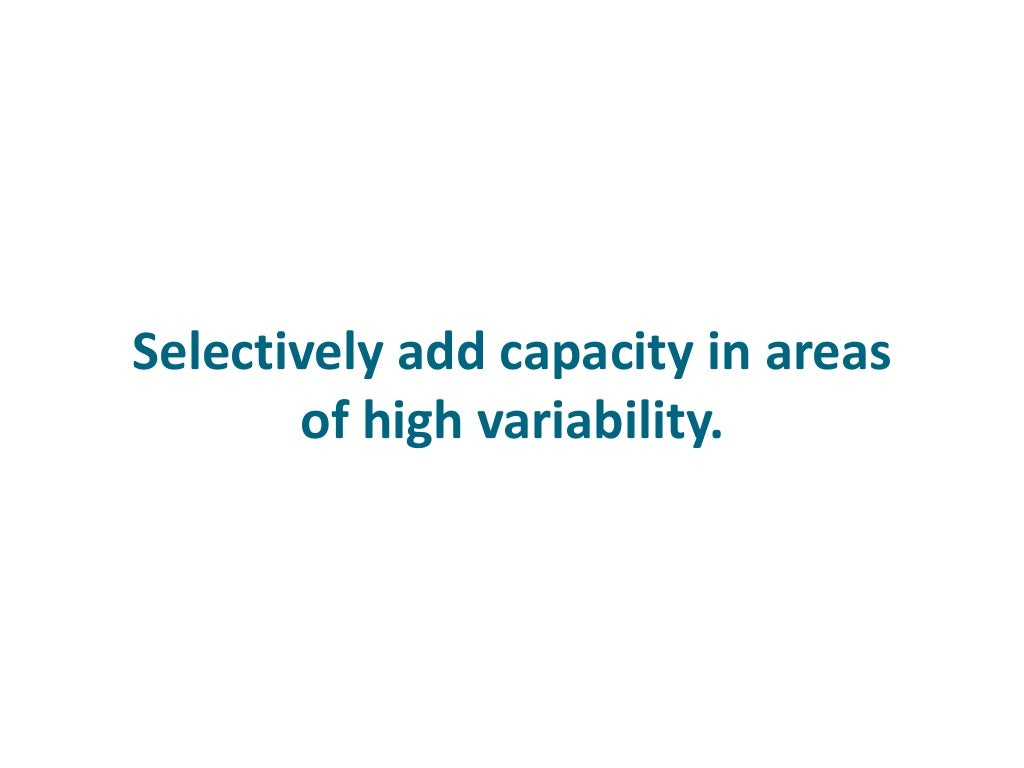 Selectively add capacity in areas
of high variability.